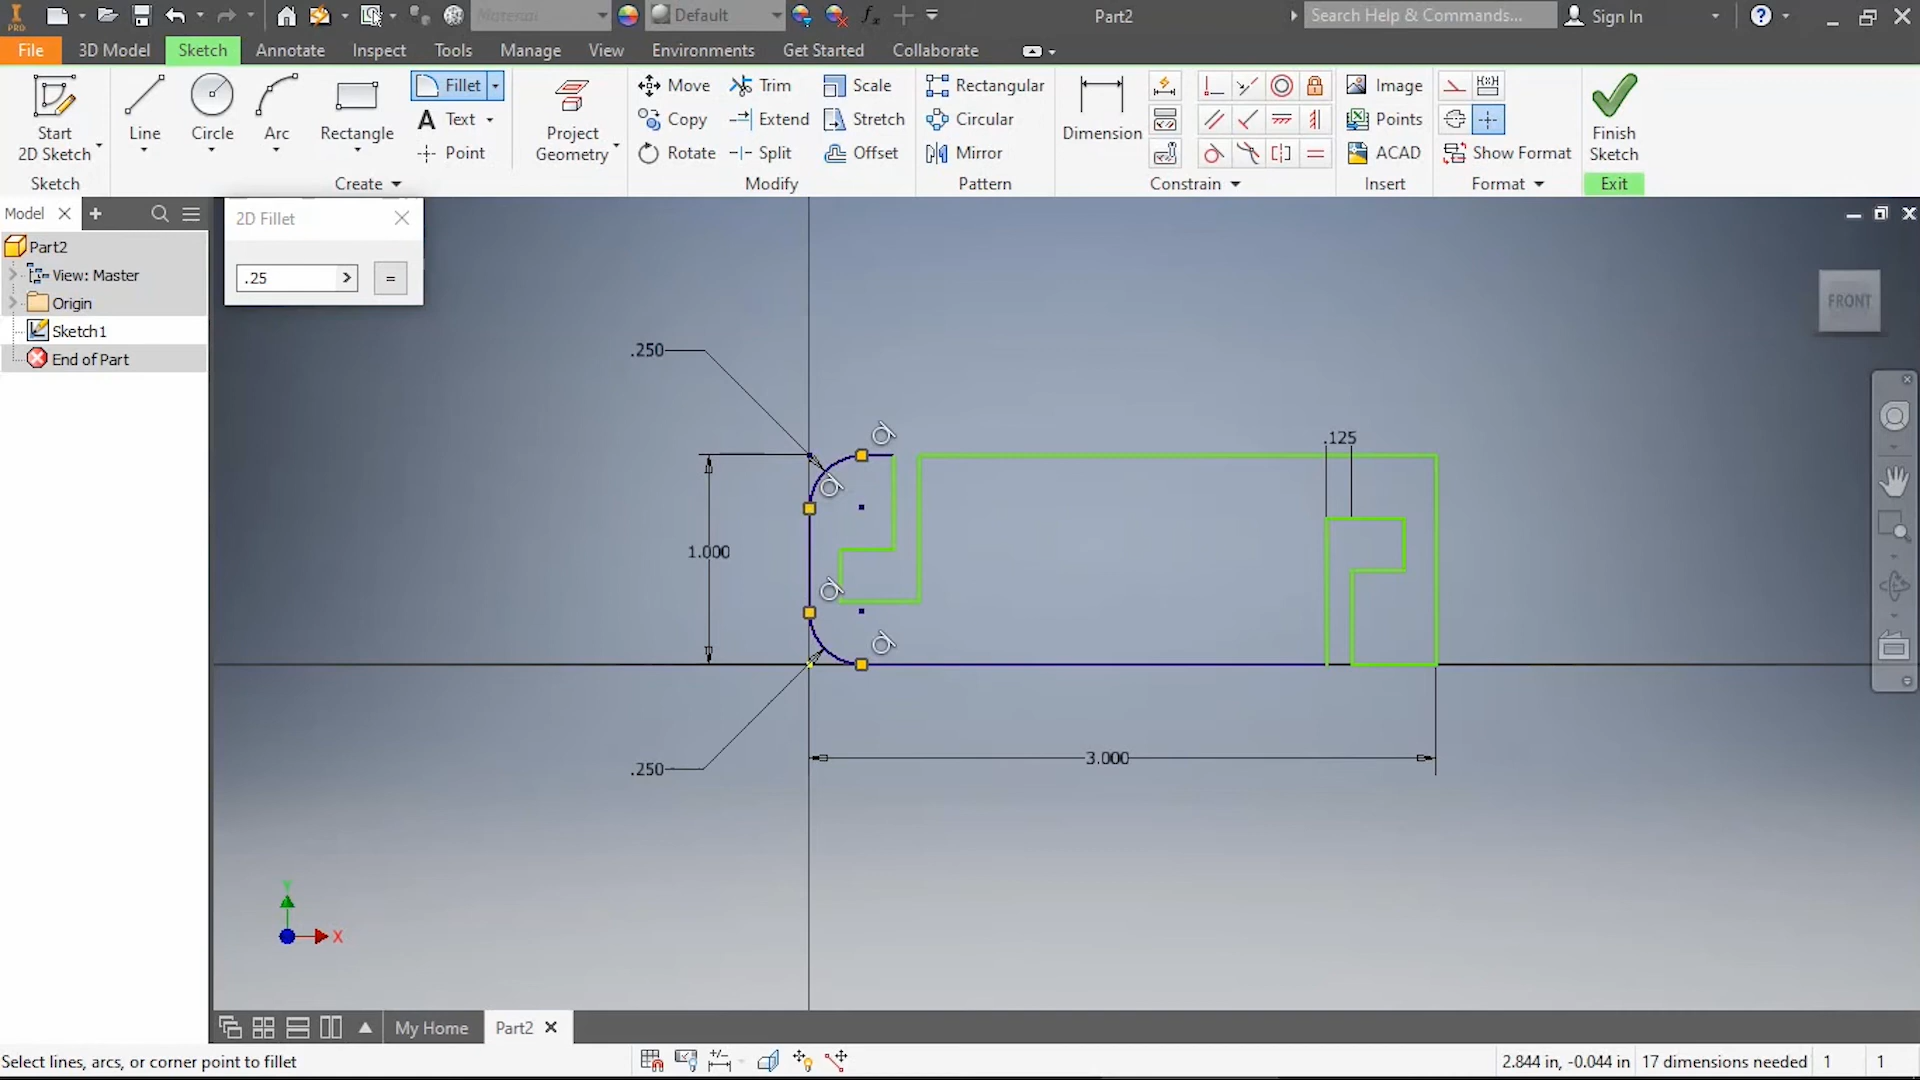 PRO
Material
Default
fx
Part2
Search Help & Commands...
Sign In
File
3D Model
Sketch
Annotate
Inspect
Tools
Manage
View
Environments
Get Started
Collaborate
Start
2D Sketch
Line
Circle
Arc
Rectangle
Fillet
Text
Point
Project
Geometry
Move
Copy
Rotate
Trim
Extend
Split
Scale
Stretch
Offset
Rectangular
Circular
Mirror
Dimension
Image
Points
ACAD
Show Format
Finish
Sketch
Sketch
Create
Modify
Pattern
Constrain
Insert
Format
Exit
Model
Part2
View: Master
Origin
Sketch1
End of Part
2D Fillet
.25
=
FRONT
.250
.125
1.000
3.000
.250
Y
X
My Home
Part2
Select lines, arcs, or corner point to fillet
2.844 in, -0.044 in
17 dimensions needed
1
1